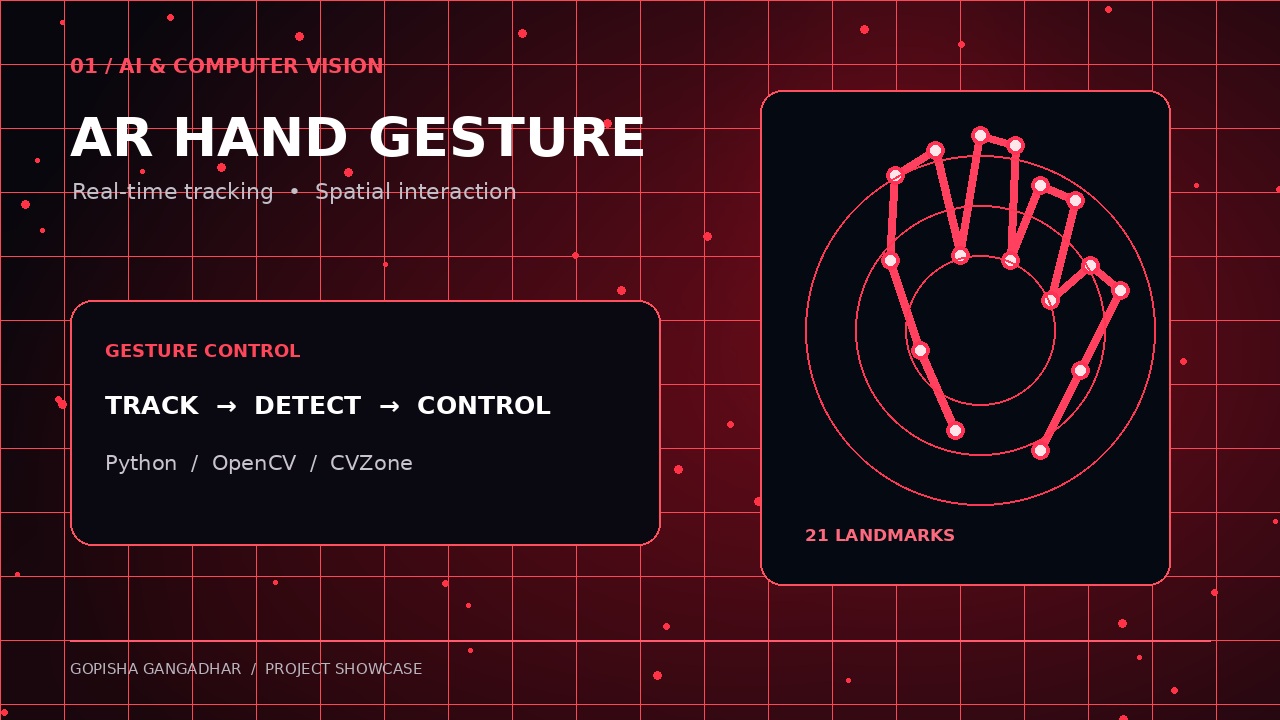 01 / AI & COMPUTER VISION
AR HAND GESTURE
Real-time tracking • Spatial interaction
GESTURE CONTROL
TRACK → DETECT → CONTROL
Python / OpenCV / CVZone
21 LANDMARKS
GOPISHA GANGADHAR / PROJECT SHOWCASE